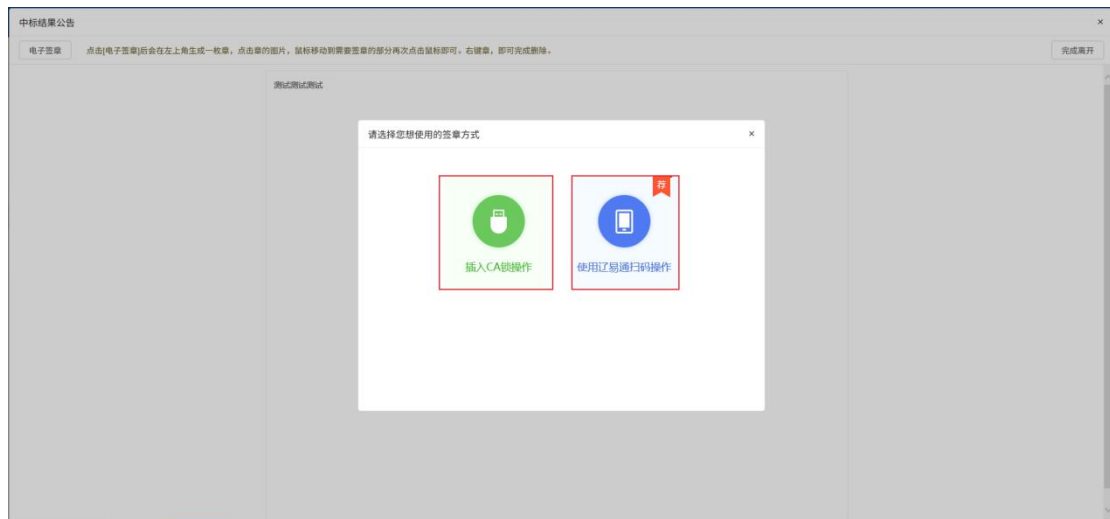 中标结果公告
电子签章
点击[电子签章]后会在左上角生成一枚章，点击章的图片，鼠标移动到需要签章的部分再次点击鼠标即可。右键章，即可完成删除。
完成离开
测试测试测试
请选择您想使用的签章方式
荐
插入CA锁操作
使用辽易通扫码操作